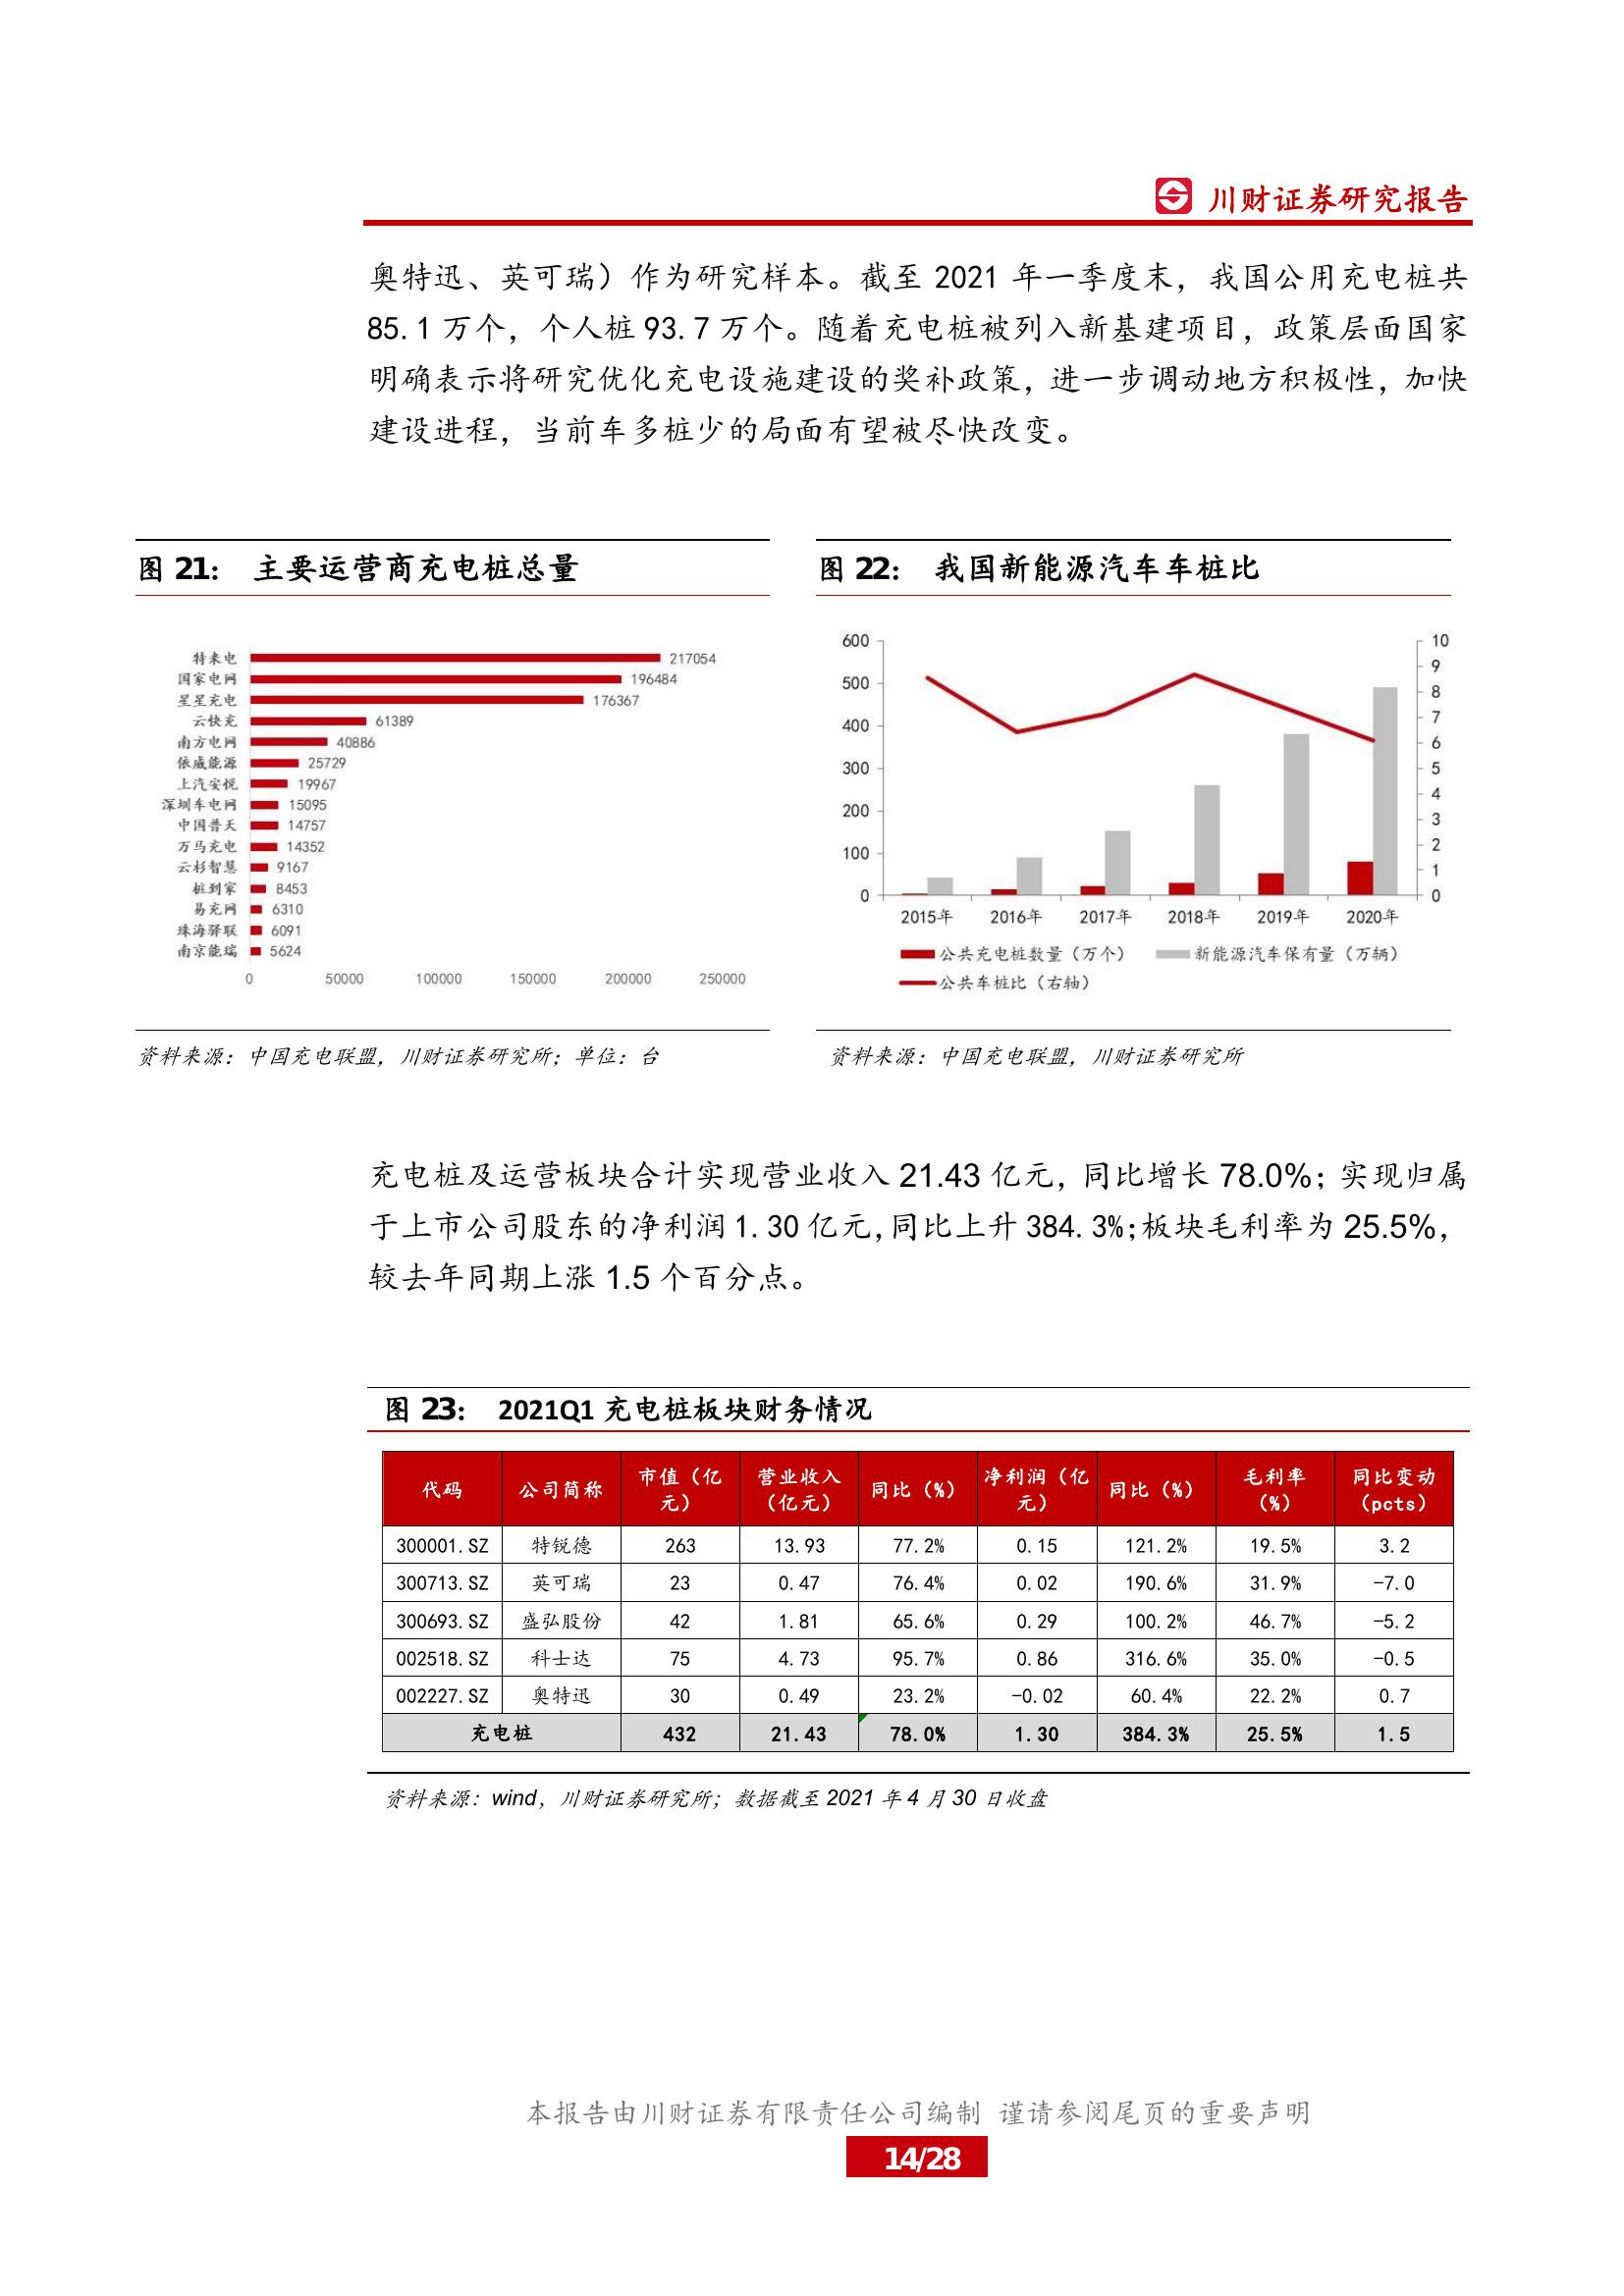 川财证券研究报告
奥特迅、英可瑞）作为研究样本。截至 2021 年一季度末，我国公用充电桩共
85.1 万个，个人桩 93.7 万个。随着充电桩被列入新基建项目，政策层面国家
明确表示将研究优化充电设施建设的奖补政策，进一步调动地方积极性，加快
建设进程，当前车多桩少的局面有望被尽快改变。
图 21： 主要运营商充电桩总量
特来电 217054
国家电网 196484
星星充电 176367
云快充 61389
南方电网 40886
依威能源 25729
上汽安悦 19967
深圳车电网 15095
中国普天 14757
万马充电 14352
云杉智慧 9167
桩到家 8453
易充网 6310
珠海驿联 6091
南京能瑞 5624
0 50000 100000 150000 200000 250000
资料来源：中国充电联盟，川财证券研究所；单位：台
图 22： 我国新能源汽车车桩比
600
500
400
300
200
100
0
10
9
8
7
6
5
4
3
2
1
0
2015年 2016年 2017年 2018年 2019年 2020年
公共充电桩数量（万个） 新能源汽车保有量（万辆）
公共车桩比（右轴）
资料来源：中国充电联盟，川财证券研究所
充电桩及运营板块合计实现营业收入 21.43 亿元，同比增长 78.0%；实现归属
于上市公司股东的净利润 1.30 亿元，同比上升 384.3%；板块毛利率为 25.5%，
较去年同期上涨 1.5 个百分点。
图 23： 2021Q1 充电桩板块财务情况
代码 公司简称 市值（亿元） 营业收入（亿元） 同比（%） 净利润（亿元） 同比（%） 毛利率（%） 同比变动（pcts）
300001.SZ 特锐德 263 13.93 77.2% 0.15 121.2% 19.5% 3.2
300713.SZ 英可瑞 23 0.47 76.4% 0.02 190.6% 31.9% -7.0
300693.SZ 盛弘股份 42 1.81 65.6% 0.29 100.2% 46.7% -5.2
002518.SZ 科士达 75 4.73 95.7% 0.86 316.6% 35.0% -0.5
002227.SZ 奥特迅 30 0.49 23.2% -0.02 60.4% 22.2% 0.7
充电桩 432 21.43 78.0% 1.30 384.3% 25.5% 1.5
资料来源：wind，川财证券研究所；数据截至 2021 年 4 月 30 日收盘
本报告由川财证券有限责任公司编制 谨请参阅尾页的重要声明
14/28